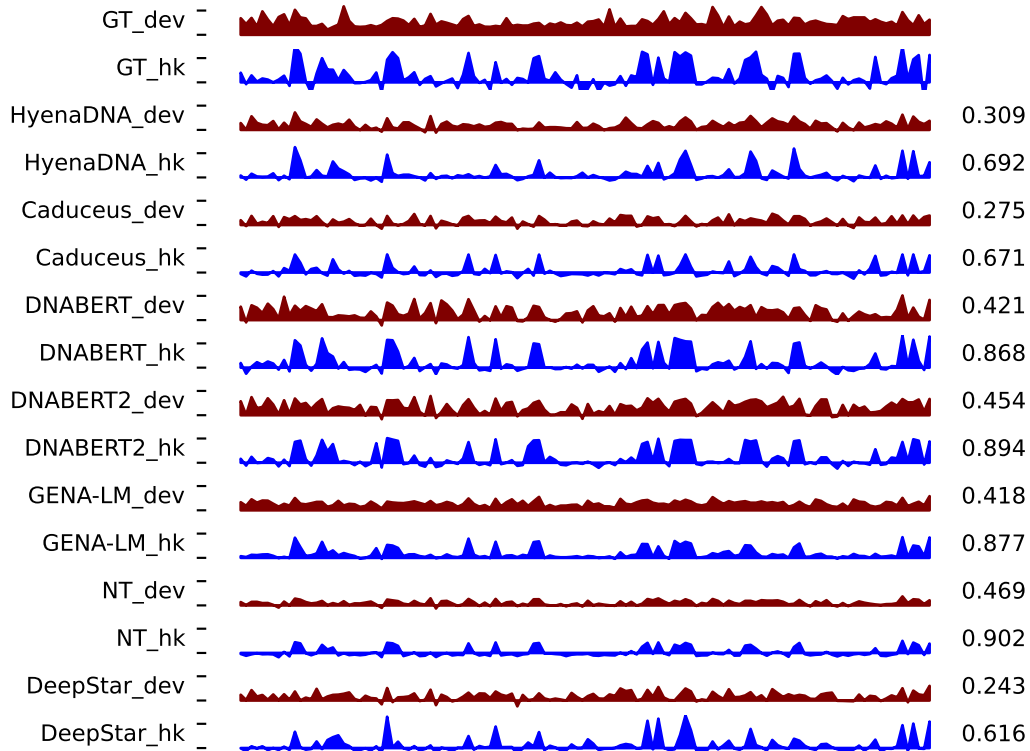 GT_dev
GT_hk
HyenaDNA_dev 0.309
HyenaDNA_hk 0.692
Caduceus_dev 0.275
Caduceus_hk 0.671
DNABERT_dev 0.421
DNABERT_hk 0.868
DNABERT2_dev 0.454
DNABERT2_hk 0.894
GENA-LM_dev 0.418
GENA-LM_hk 0.877
NT_dev 0.469
NT_hk 0.902
DeepStar_dev 0.243
DeepStar_hk 0.616